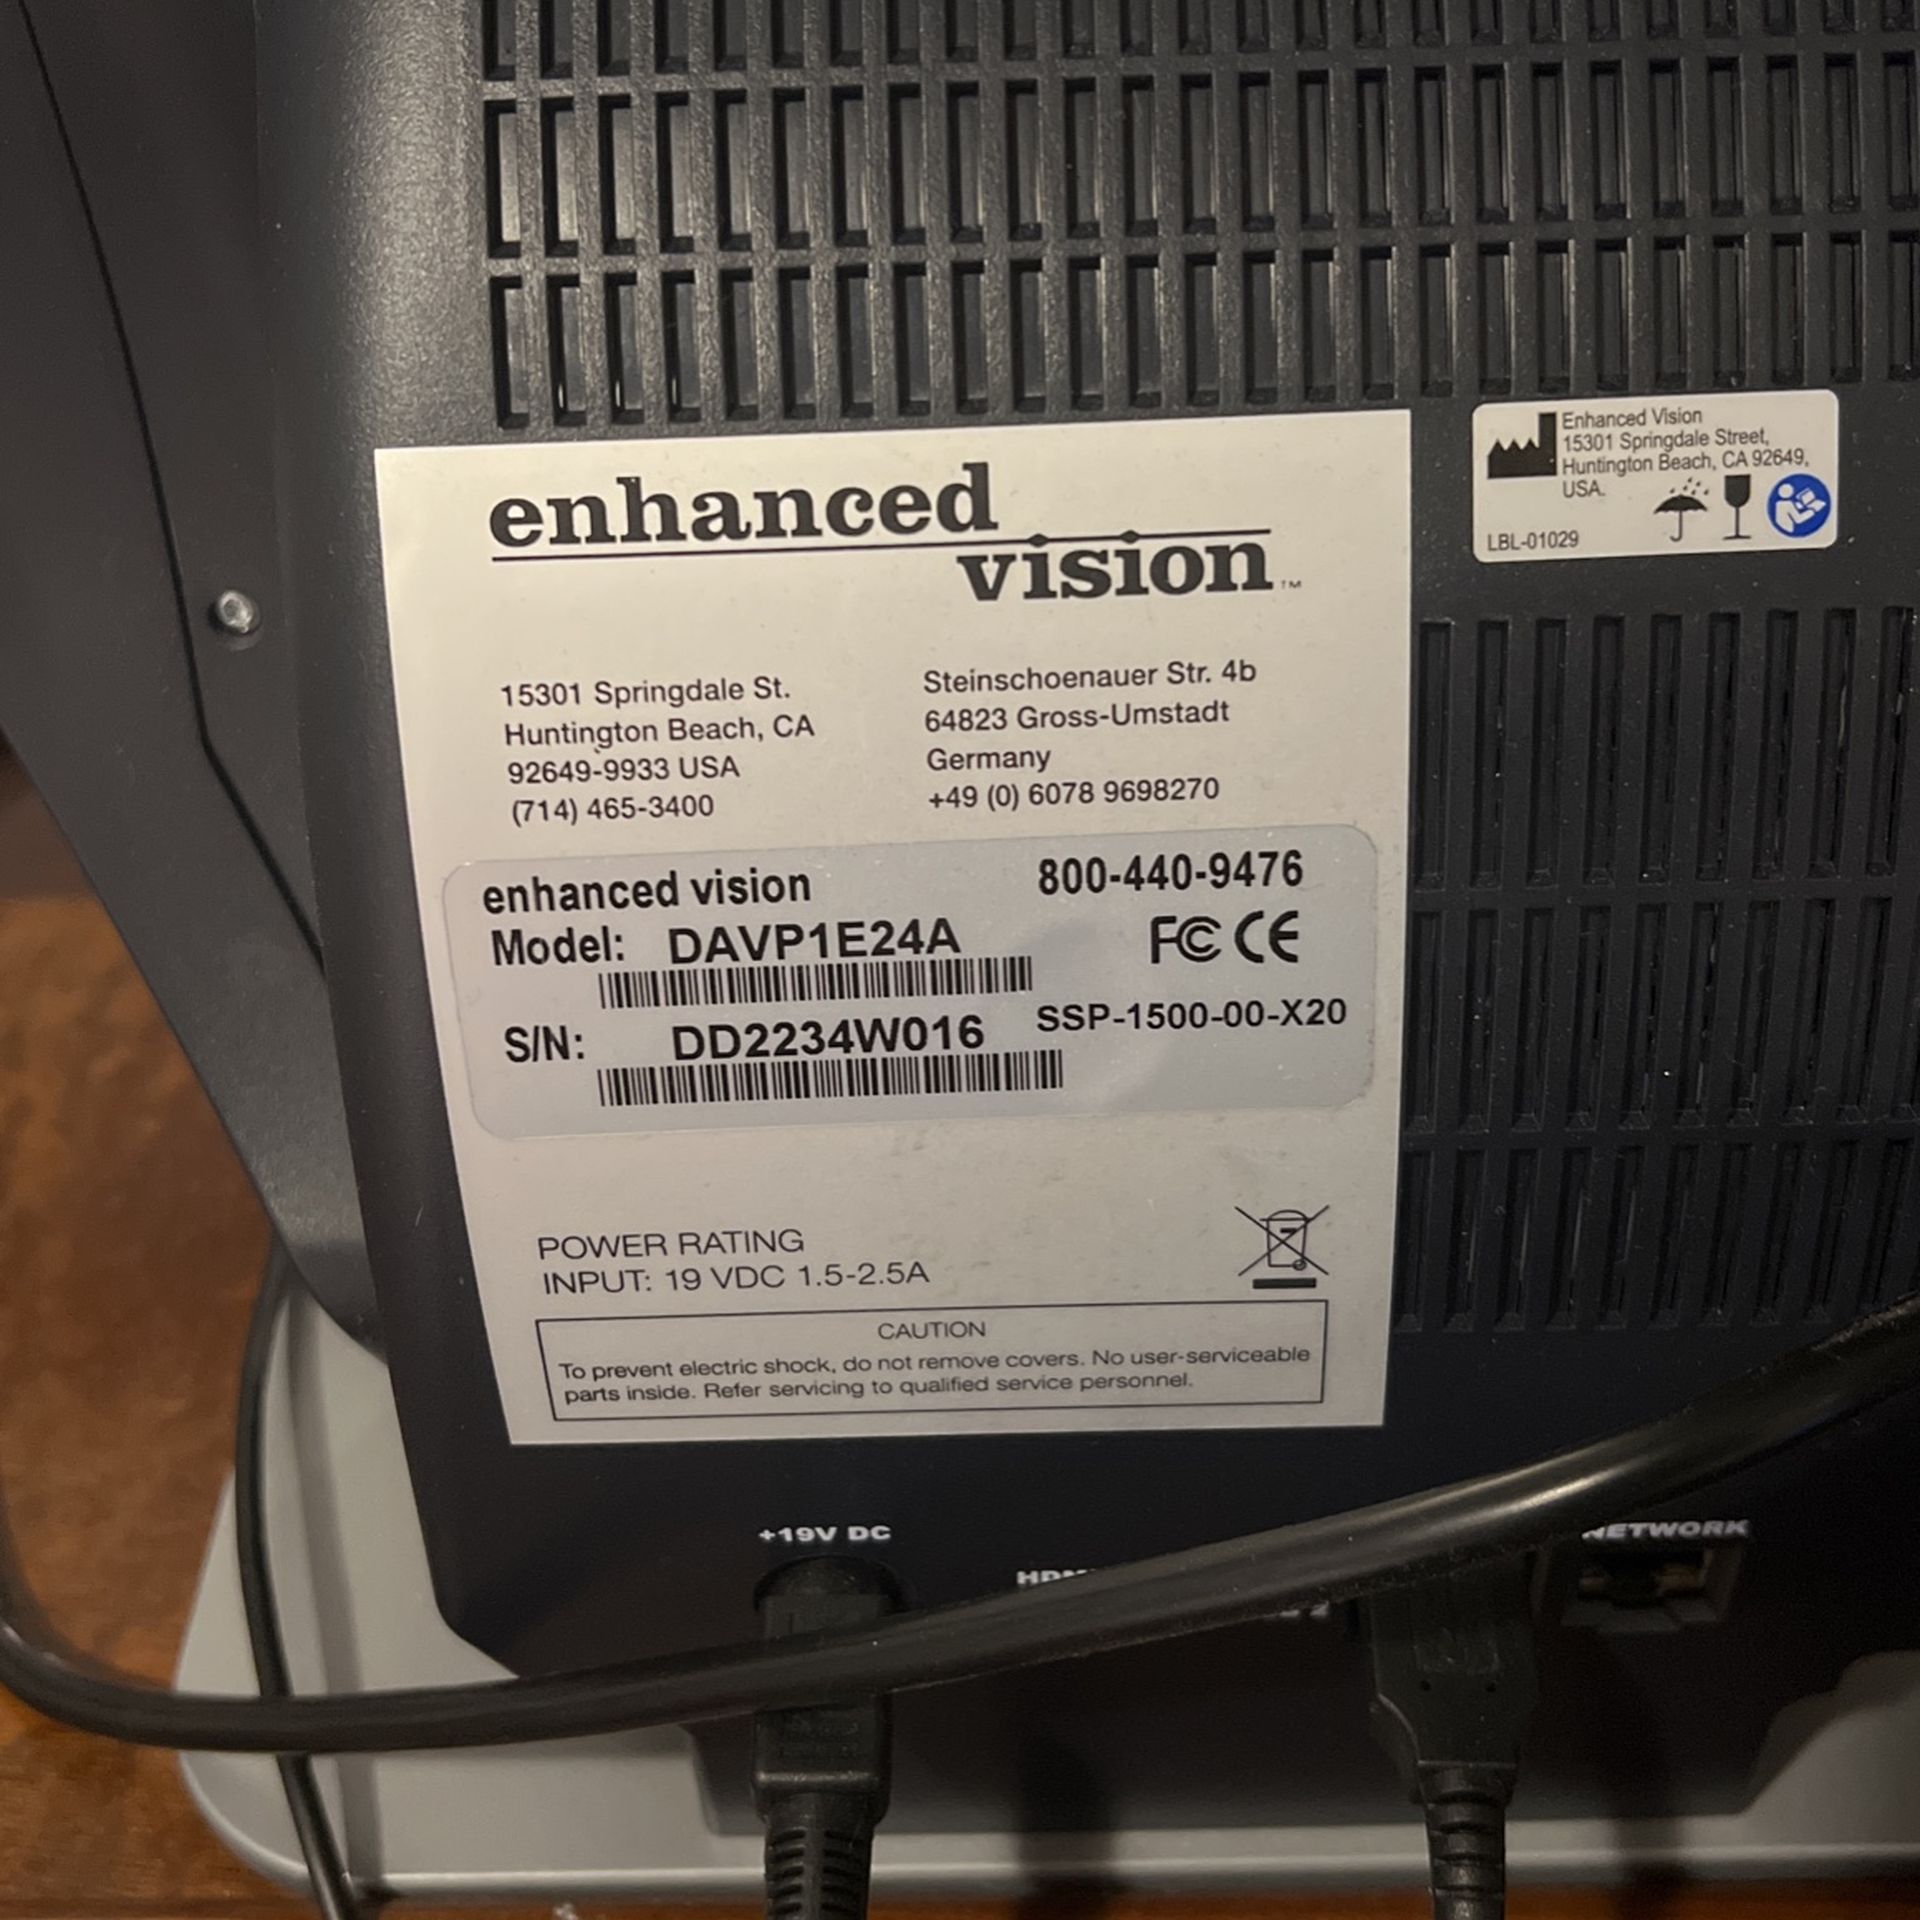 enhanced
vision™
15301 Springdale St.
Huntington Beach, CA
92649-9933 USA
(714) 465-3400
Steinschoenauer Str. 4b
64823 Gross-Umstadt
Germany
+49 (0) 6078 9698270
enhanced vision 800-440-9476
Model: DAVP1E24A
FC CE
S/N: DD2234W016
SSP-1500-00-X20
POWER RATING
INPUT: 19 VDC 1.5-2.5A
CAUTION
To prevent electric shock, do not remove covers. No user-serviceable
parts inside. Refer servicing to qualified service personnel.
Enhanced Vision
15301 Springdale Street,
Huntington Beach, CA 92649,
USA.
LBL-01029
+19V DC
NETWORK